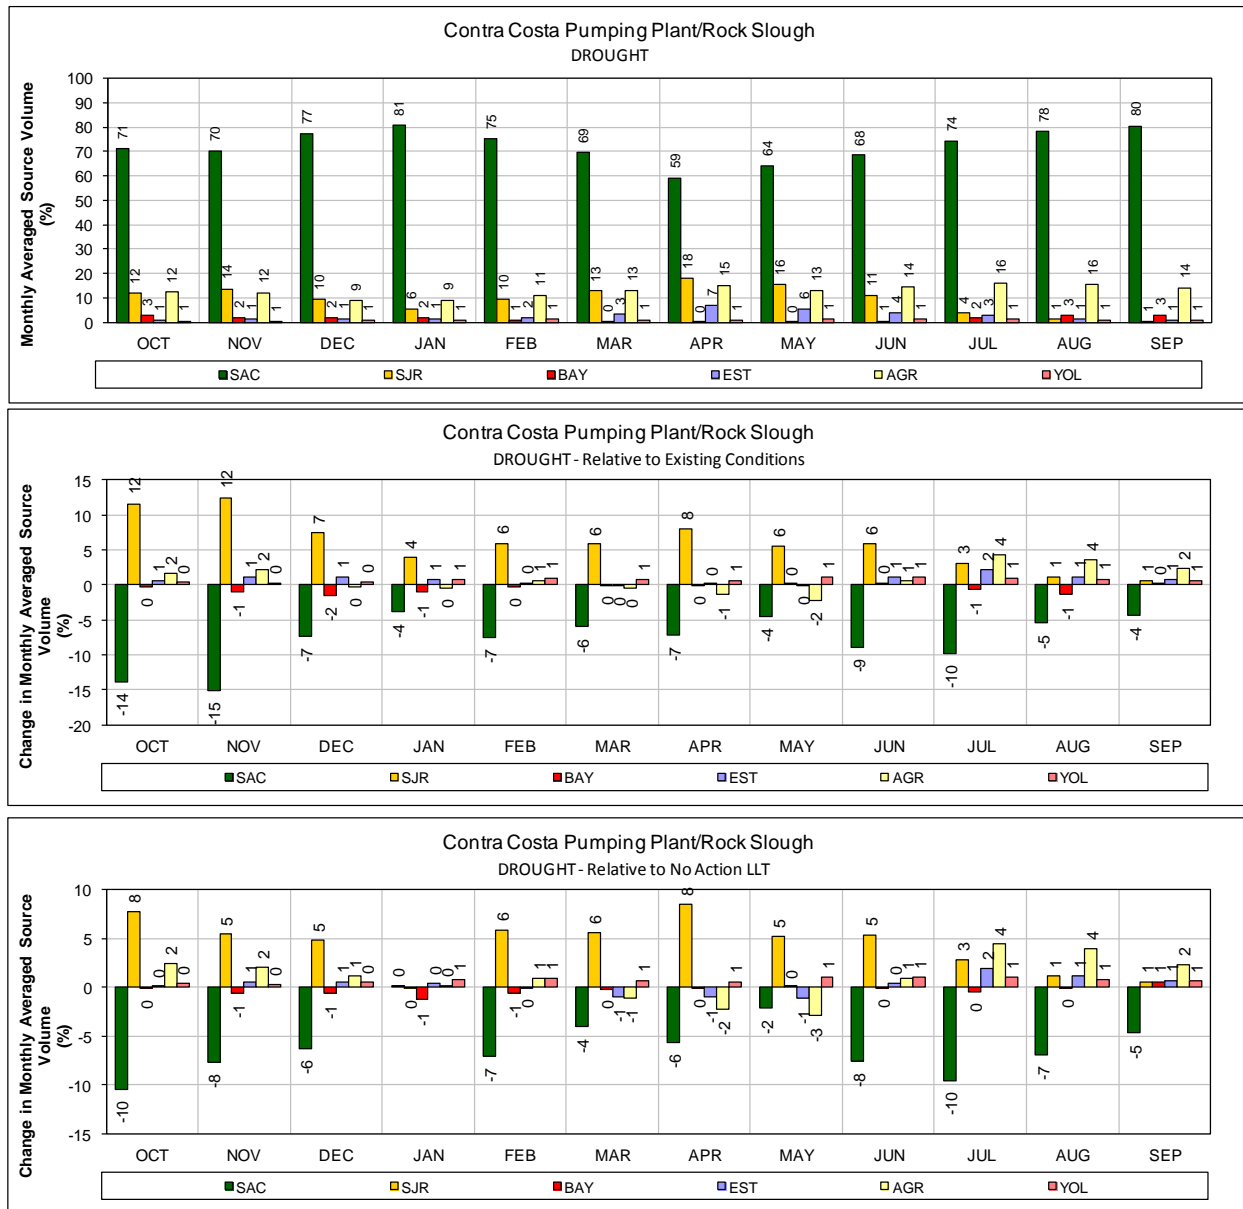 Contra Costa Pumping Plant/Rock Slough
DROUGHT
Monthly Averaged Source Volume
(%)
100
90
80
70
60
50
40
30
20
10
0
71 12 3 1 12 1
70 14 2 1 12 1
77 10 2 1 9 1
81 6 2 1 9 1
75 10 1 2 11 1
69 13 0 3 13 1
59 18 0 7 15 1
64 16 0 6 13 1
68 11 0 4 14 1
74 4 2 3 16 1
78 1 3 1 16 1
80 1 3 1 14 1
OCT NOV DEC JAN FEB MAR APR MAY JUN JUL AUG SEP
SAC SJR BAY EST AGR YOL
Contra Costa Pumping Plant/Rock Slough
DROUGHT - Relative to Existing Conditions
Change in Monthly Averaged Source
Volume
(%)
15
10
5
0
-5
-10
-15
-20
-14 12 0 1 2 0
-15 12 -1 1 2 0
-7 7 -2 1 0 0
-4 4 -1 1 0 1
-7 6 0 0 1 1
-6 6 0 0 0 1
-7 8 0 0 -1 1
-4 6 0 0 -2 1
-9 6 0 1 1 1
-10 3 -1 2 4 1
-5 1 -1 1 4 1
-4 1 0 1 2 1
OCT NOV DEC JAN FEB MAR APR MAY JUN JUL AUG SEP
SAC SJR BAY EST AGR YOL
Contra Costa Pumping Plant/Rock Slough
DROUGHT - Relative to No Action LLT
Change in Monthly Averaged Source
Volume
(%)
10
5
0
-5
-10
-15
-10 8 0 0 2 0
-8 5 -1 1 2 0
-6 5 -1 1 1 0
0 0 -1 0 0 1
-7 6 -1 0 1 1
-4 6 0 -1 -1 1
-6 8 0 -1 -2 1
-2 5 0 -1 -3 1
-8 5 0 0 1 1
-10 3 0 2 4 1
-7 1 0 1 4 1
-5 1 1 1 2 1
OCT NOV DEC JAN FEB MAR APR MAY JUN JUL AUG SEP
SAC SJR BAY EST AGR YOL